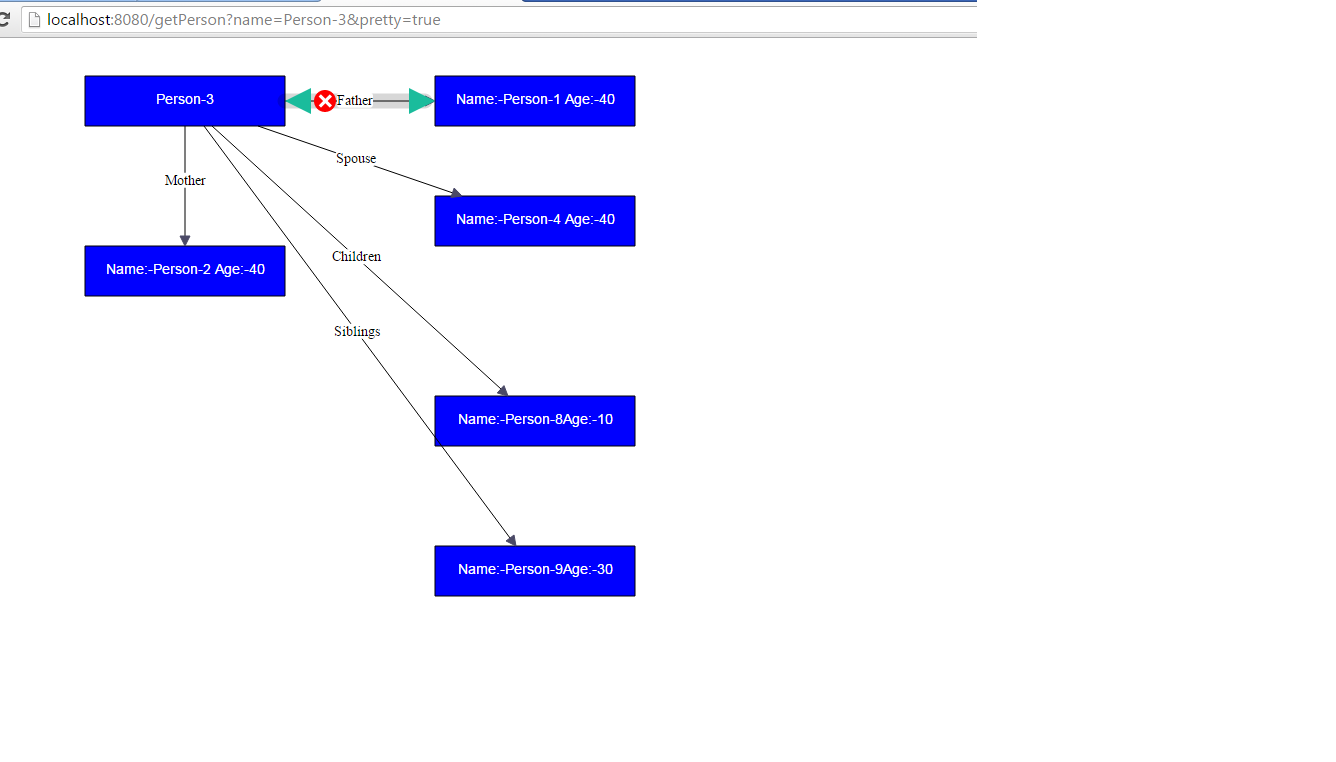 localhost:8080/getPerson?name=Person-3&pretty=true
Person-3
Father
Name:-Person-1 Age:-40
Spouse
Mother
Name:-Person-4 Age:-40
Children
Name:-Person-2 Age:-40
Siblings
Name:-Person-8Age:-10
Name:-Person-9Age:-30